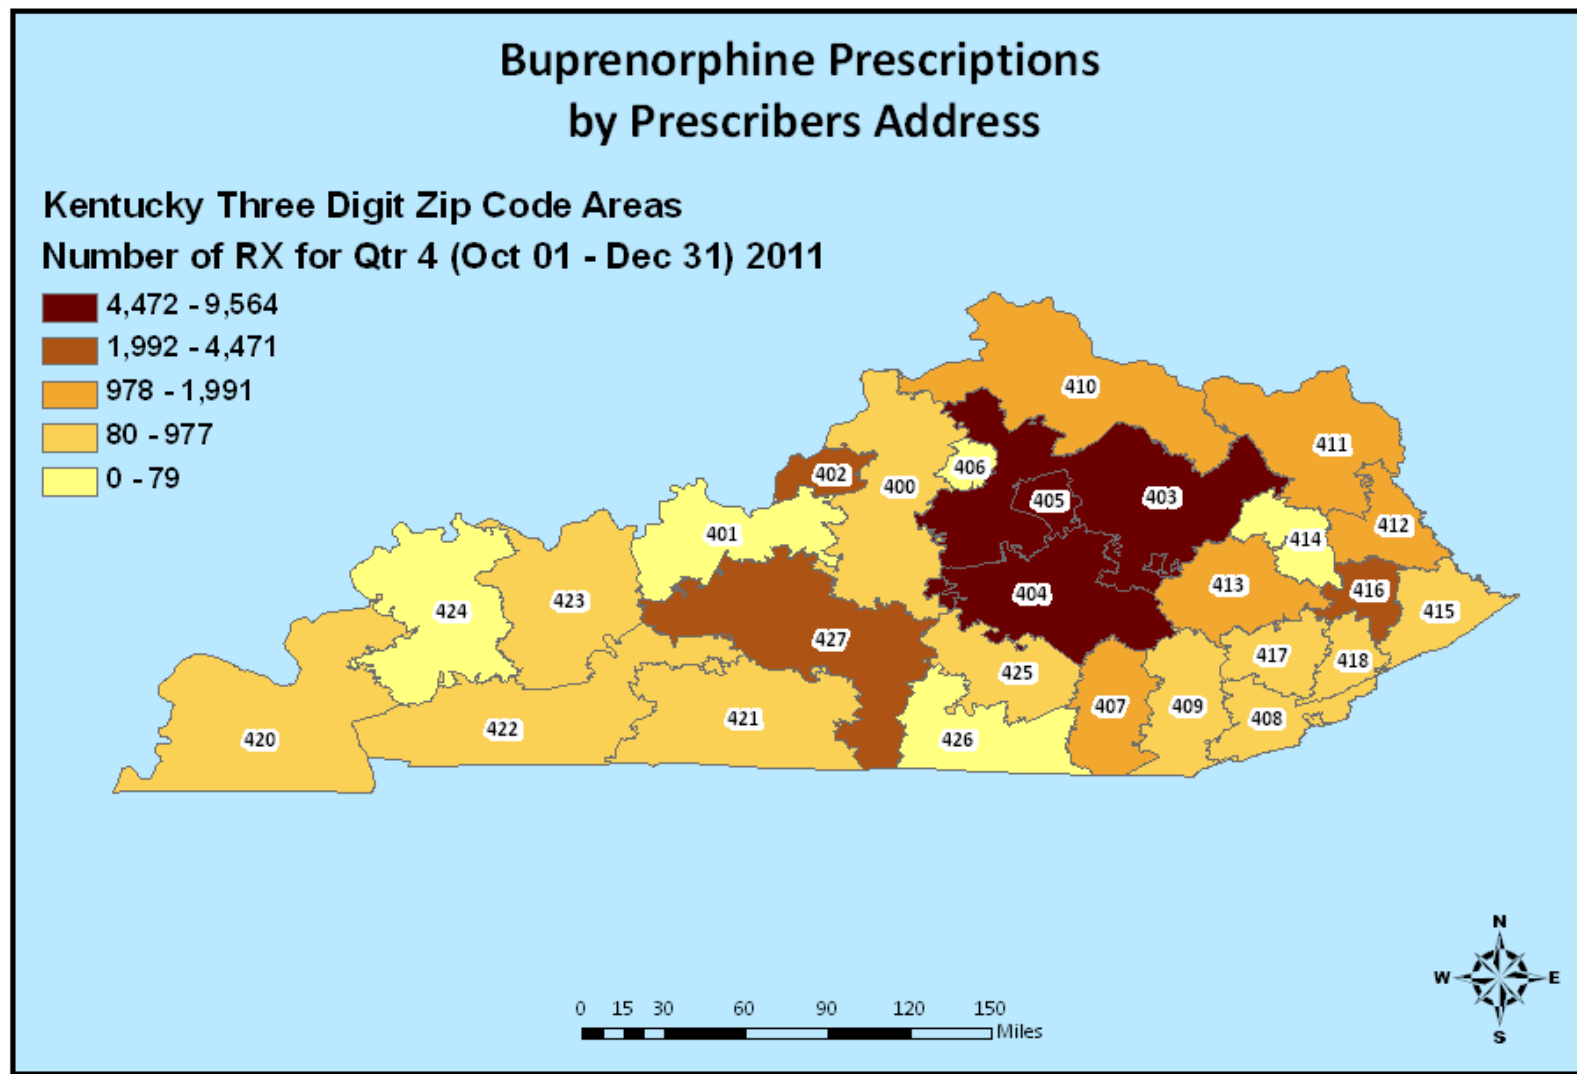 Buprenorphine Prescriptions
by Prescribers Address
Kentucky Three Digit Zip Code Areas
Number of RX for Qtr 4 (Oct 01 - Dec 31) 2011
4,472 - 9,564
1,992 - 4,471
978 - 1,991
80 - 977
0 - 79
410
411
402
406
400
405
403
412
401
414
413
416
415
404
424
423
427
417
418
425
407
409
408
420
422
421
426
N
W E
S
0 15 30 60 90 120 150
Miles